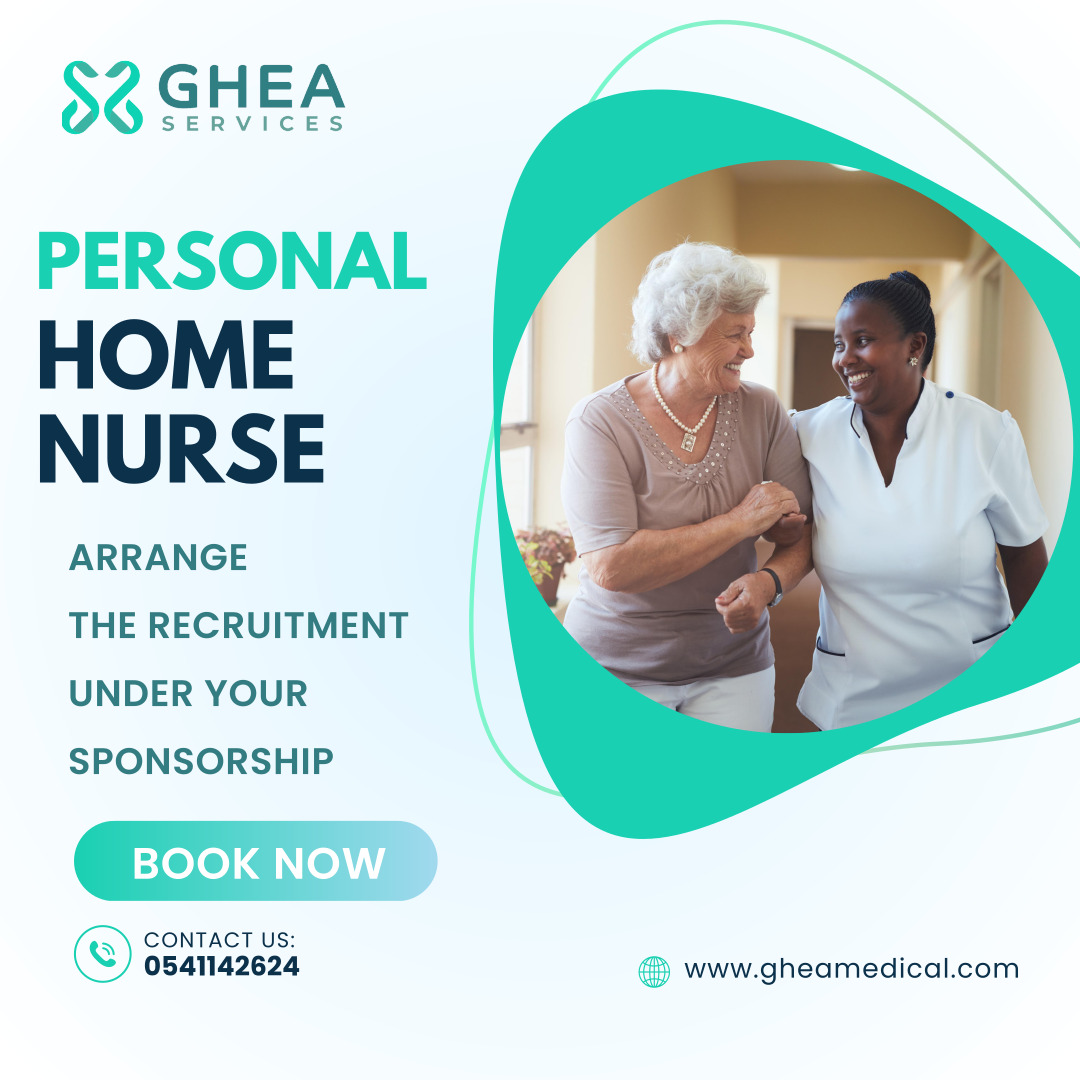 GHEA
SERVICES
PERSONAL
HOME
NURSE
ARRANGE
THE RECRUITMENT
UNDER YOUR
SPONSORSHIP
BOOK NOW
CONTACT US:
0541142624
www.gheamedical.com